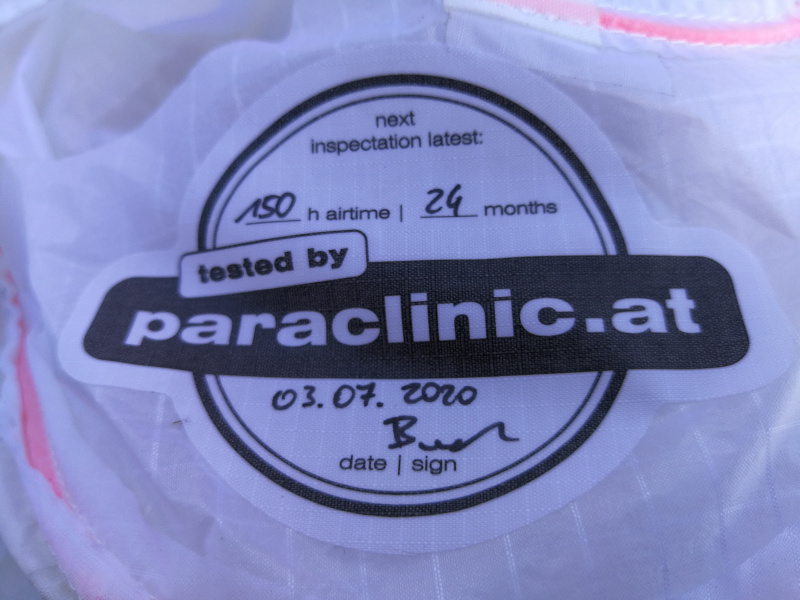 next
inspectation latest:
150 h airtime | 24 months
tested by
paraclinic.at
03.07.2020
date | sign